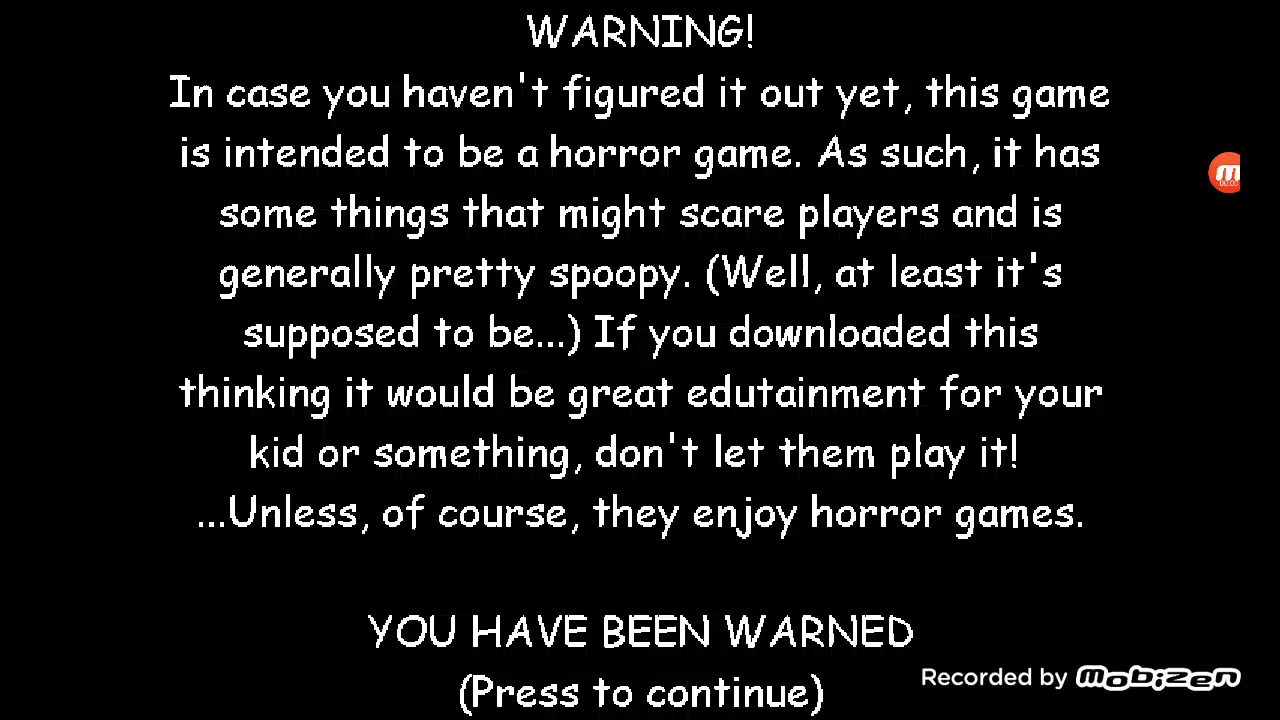 WARNING!
In case you haven't figured it out yet, this game
is intended to be a horror game. As such, it has
some things that might scare players and is
generally pretty spoopy. (Well, at least it's
supposed to be...) If you downloaded this
thinking it would be great edutainment for your
kid or something, don't let them play it!
...Unless, of course, they enjoy horror games.
YOU HAVE BEEN WARNED
(Press to continue)
m
00:00
Recorded by mobizen